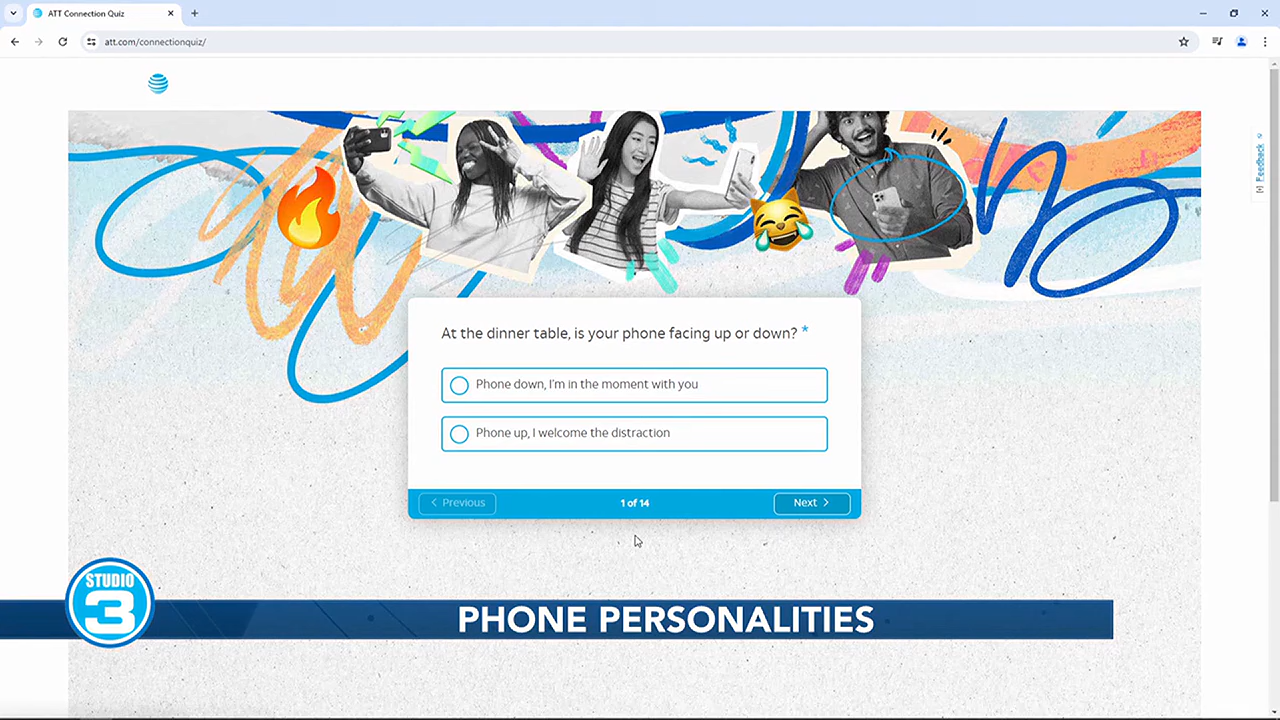 ATT Connection Quiz
att.com/connectionquiz/
[+] Feedback
At the dinner table, is your phone facing up or down? *
Phone down, I'm in the moment with you
Phone up, I welcome the distraction
Previous
1 of 14
Next
STUDIO
3
PHONE PERSONALITIES